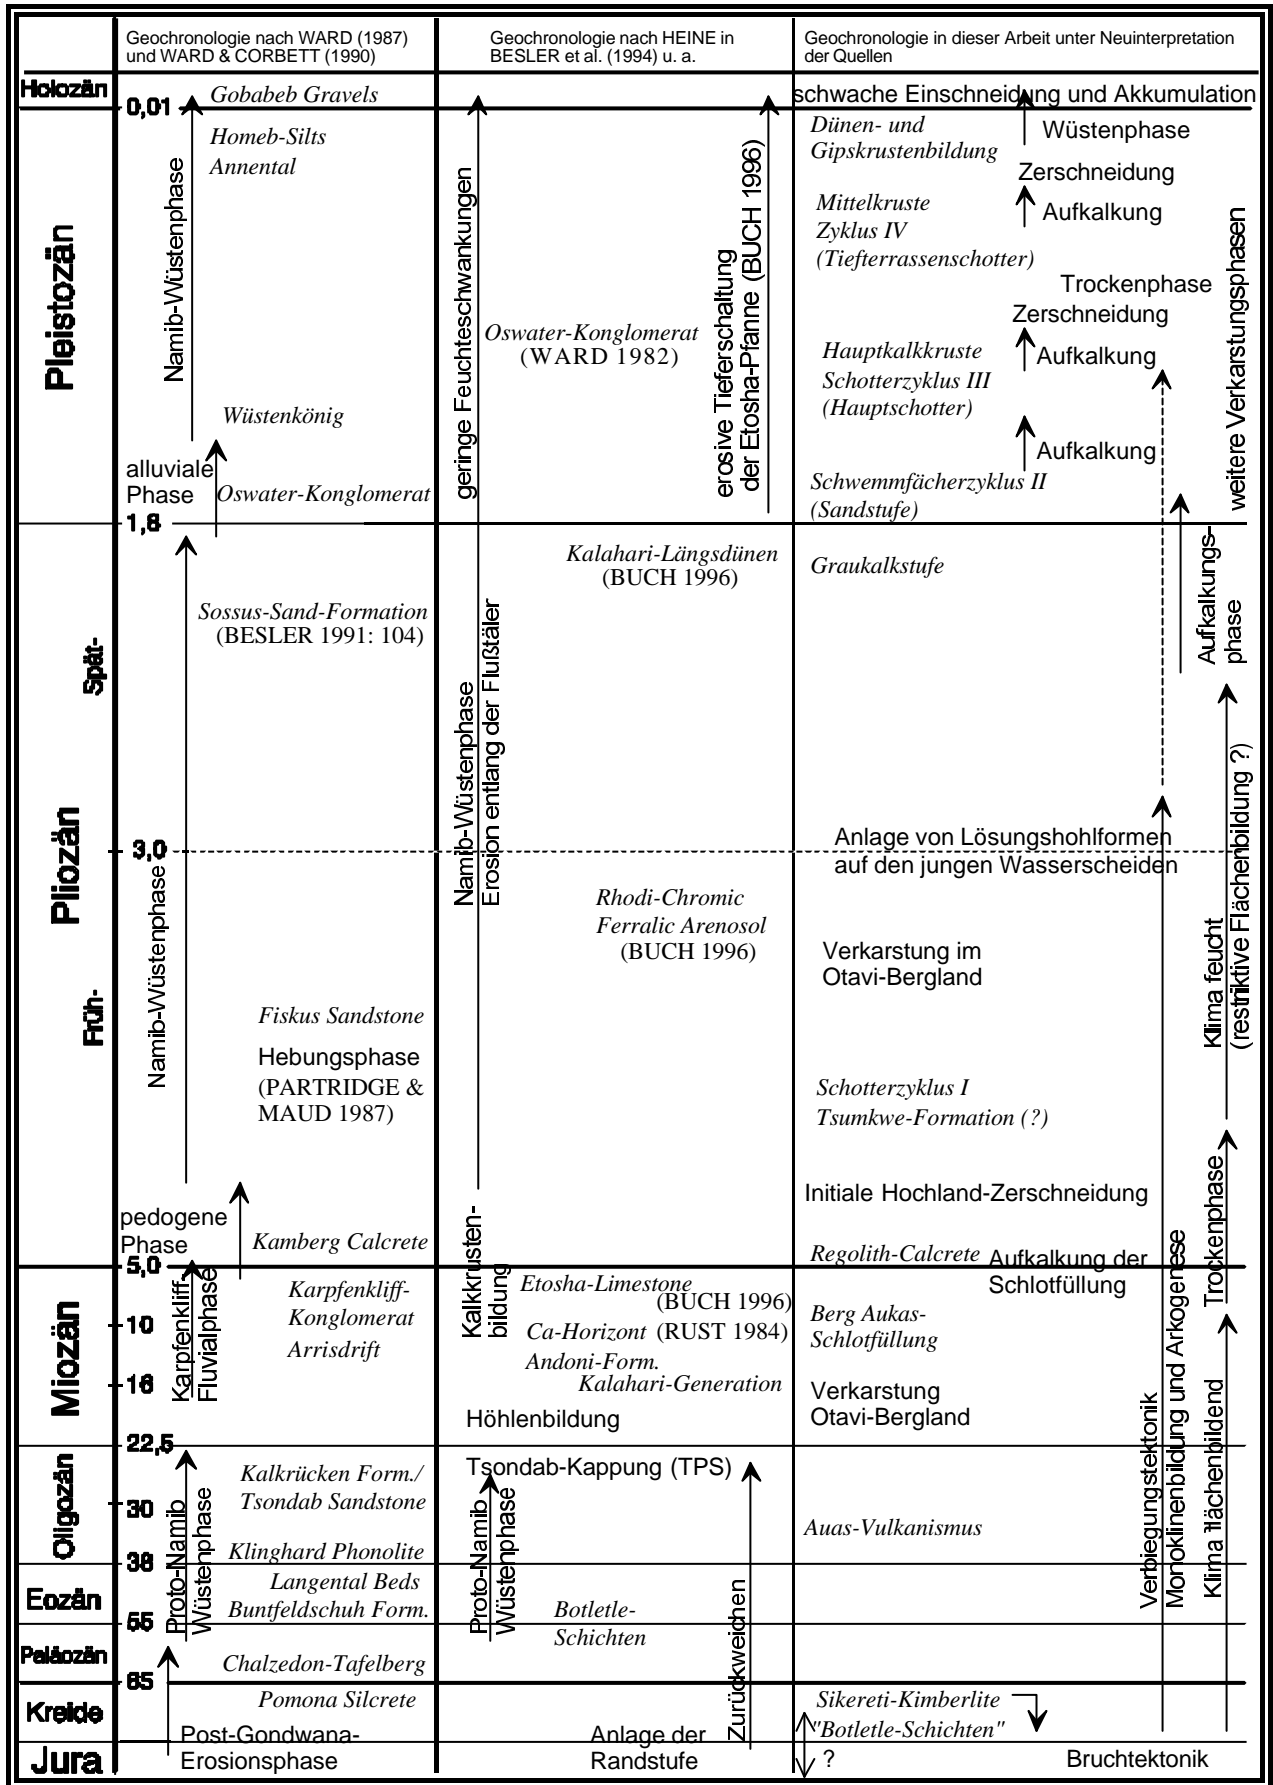 Geochronologie nach WARD (1987)
und WARD & CORBETT (1990)
Geochronologie nach HEINE in
BESLER et al. (1994) u. a.
Geochronologie in dieser Arbeit unter Neuinterpretation
der Quellen
Holozän
0,01
Pleistozän
1,8
Spät-
Pliozän
3,0
Früh-
5,0
Miozän
10
16
22,5
Oligozän
30
38
Eozän
55
Paläozän
65
Kreide
Jura
Gobabeb Gravels
Homeb-Silts
Annental
Namib-Wüstenphase
Wüstenkönig
alluviale
Phase
Oswater-Konglomerat
Sossus-Sand-Formation
(BESLER 1991: 104)
Namib-Wüstenphase
Fiskus Sandstone
Hebungsphase
(PARTRIDGE &
MAUD 1987)
pedogene
Phase
Kamberg Calcrete
Karpfenkliff-
Fluvialphase
Karpfenkliff-
Konglomerat
Arrisdrift
Proto-Namib
Wüstenphase
Kalkrücken Form./
Tsondab Sandstone
Klinghard Phonolite
Langental Beds
Buntfeldschuh Form.
Chalzedon-Tafelberg
Pomona Silcrete
Post-Gondwana-
Erosionsphase
geringe Feuchteschwankungen
Oswater-Konglomerat
(WARD 1982)
erosive Tieferschaltung
der Etosha-Pfanne (BUCH 1996)
Kalahari-Längsdünen
(BUCH 1996)
Namib-Wüstenphase
Erosion entlang der Flußtäler
Rhodi-Chromic
Ferralic Arenosol
(BUCH 1996)
Kalkkrusten-
bildung
Etosha-Limestone
(BUCH 1996)
Ca-Horizont (RUST 1984)
Andoni-Form.
Kalahari-Generation
Höhlenbildung
Tsondab-Kappung (TPS)
Proto-Namib
Wüstenphase
Botletle-
Schichten
Zurückweichen
Anlage der
Randstufe
schwache Einschneidung und Akkumulation
Dünen- und
Gipskrustenbildung
Wüstenphase
Zerschneidung
Mittelkruste
Zyklus IV
(Tiefterrassenschotter)
Aufkalkung
Trockenphase
Zerschneidung
Hauptkalkkruste
Schotterzyklus III
(Hauptschotter)
Aufkalkung
Aufkalkung
Schwemmfächerzyklus II
(Sandstufe)
weitere Verkarstungsphasen
Graukalkstufe
Aufkalkungs-
phase
Anlage von Lösungshohlformen
auf den jungen Wasserscheiden
Verkarstung im
Otavi-Bergland
Klima feucht
(restriktive Flächenbildung ?)
Schotterzyklus I
Tsumkwe-Formation (?)
Initiale Hochland-Zerschneidung
Regolith-Calcrete
Aufkalkung der
Schlotfüllung
Trockenphase
Berg Aukas-
Schlotfüllung
Verkarstung
Otavi-Bergland
Verbiegungstektonik
Monoklinenbildung und Arkogenese
Klima flächenbildend
Auas-Vulkanismus
Sikereti-Kimberlite
"Botletle-Schichten"
?
Bruchtektonik